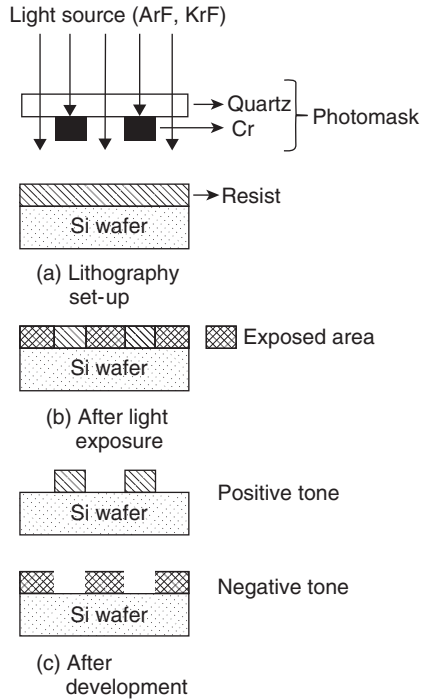 Light source (ArF, KrF)
Quartz
Cr
Photomask
Resist
Si wafer
(a) Lithography
set-up
Exposed area
Si wafer
(b) After light
exposure
Positive tone
Si wafer
Negative tone
Si wafer
(c) After
development